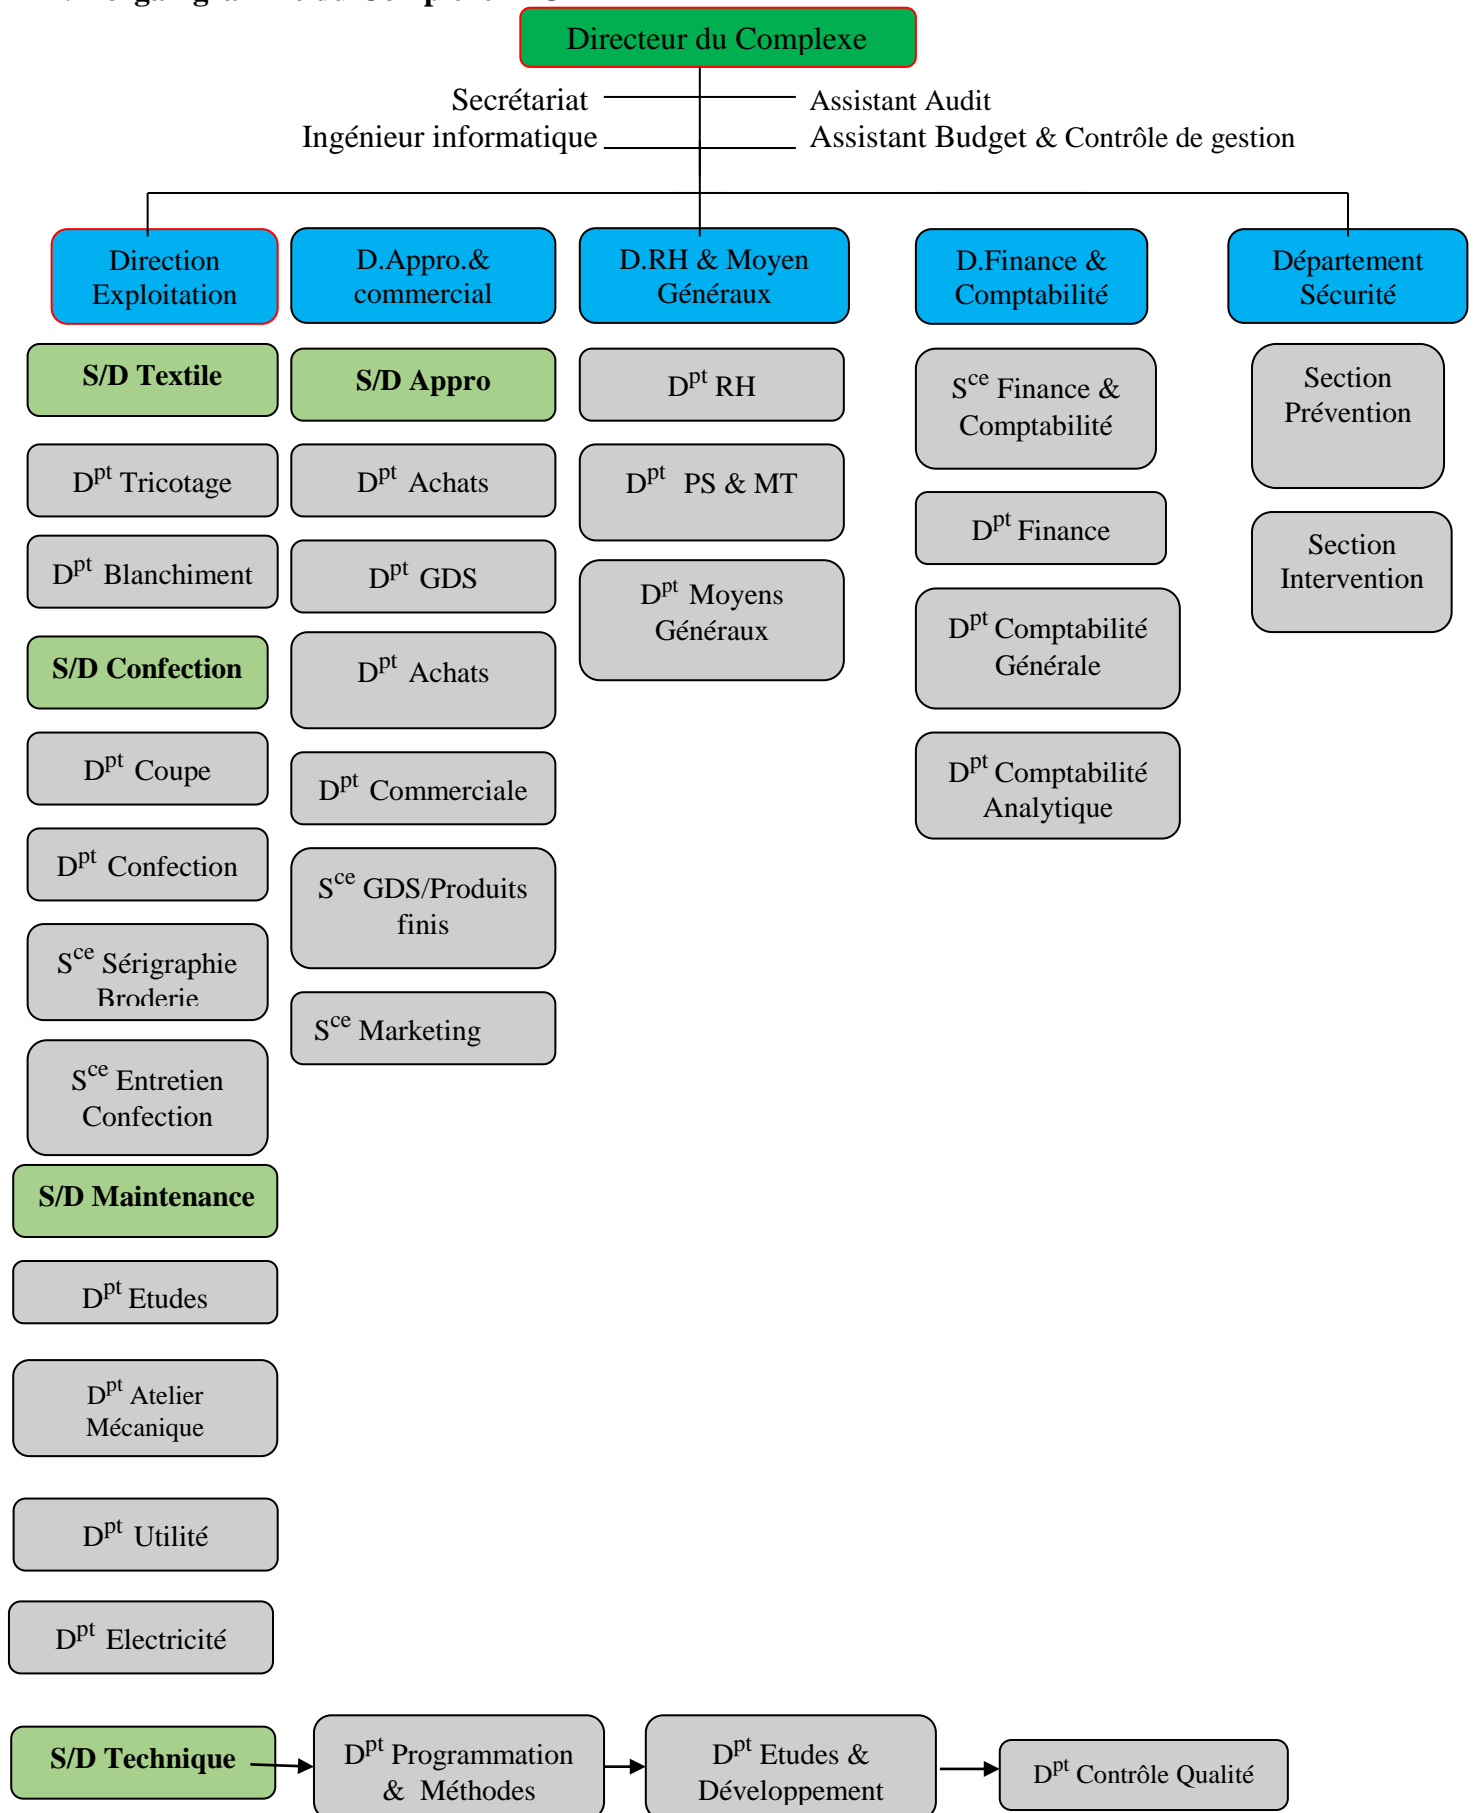 Directeur du Complexe
Secrétariat
Assistant Audit
Ingénieur informatique
Assistant Budget & Contrôle de gestion
Direction
Exploitation
D.Appro.&
commercial
D.RH & Moyen
Généraux
D.Finance &
Comptabilité
Département
Sécurité
S/D Textile
Dpt Tricotage
Dpt Blanchiment
S/D Confection
Dpt Coupe
Dpt Confection
Sce Sérigraphie
Broderie
Sce Entretien
Confection
S/D Maintenance
Dpt Etudes
Dpt Atelier
Mécanique
Dpt Utilité
Dpt Electricité
S/D Appro
Dpt Achats
Dpt GDS
Dpt Achats
Dpt Commerciale
Sce GDS/Produits
finis
Sce Marketing
Dpt RH
Dpt PS & MT
Dpt Moyens
Généraux
Sce Finance &
Comptabilité
Dpt Finance
Dpt Comptabilité
Générale
Dpt Comptabilité
Analytique
Section
Prévention
Section
Intervention
S/D Technique
Dpt Programmation
& Méthodes
Dpt Etudes &
Développement
Dpt Contrôle Qualité